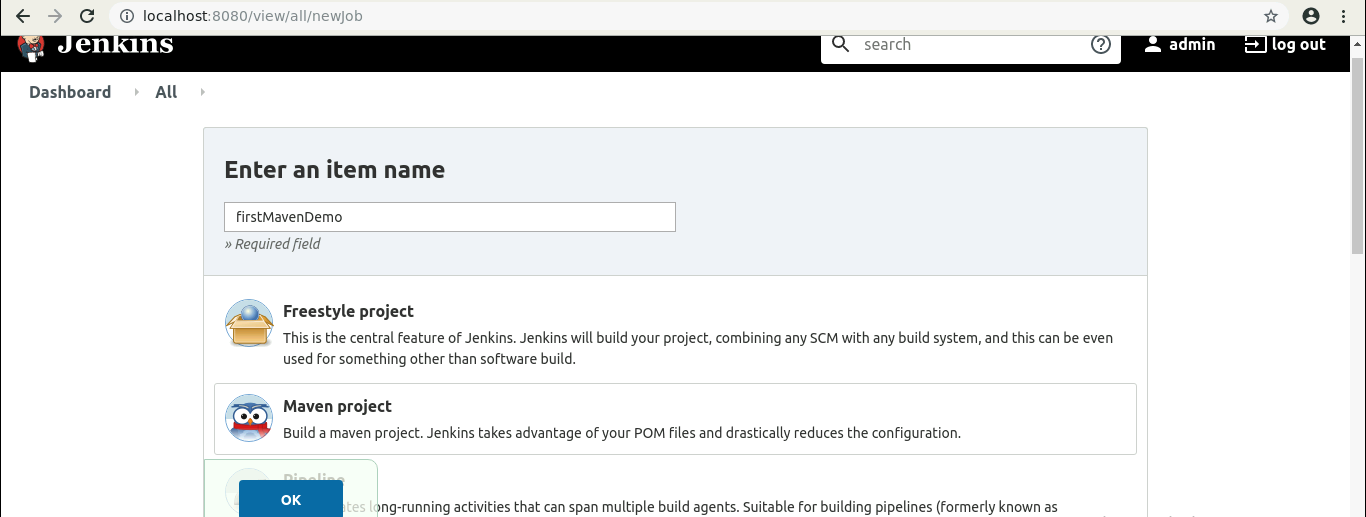 localhost:8080/view/all/newJob
Jenkins
search
admin
log out
Dashboard
All
Enter an item name
firstMavenDemo
» Required field
Freestyle project
This is the central feature of Jenkins. Jenkins will build your project, combining any SCM with any build system, and this can be even
used for something other than software build.
Maven project
Build a maven project. Jenkins takes advantage of your POM files and drastically reduces the configuration.
Pipeline
OK
long-running activities that can span multiple build agents. Suitable for building pipelines (formerly known as